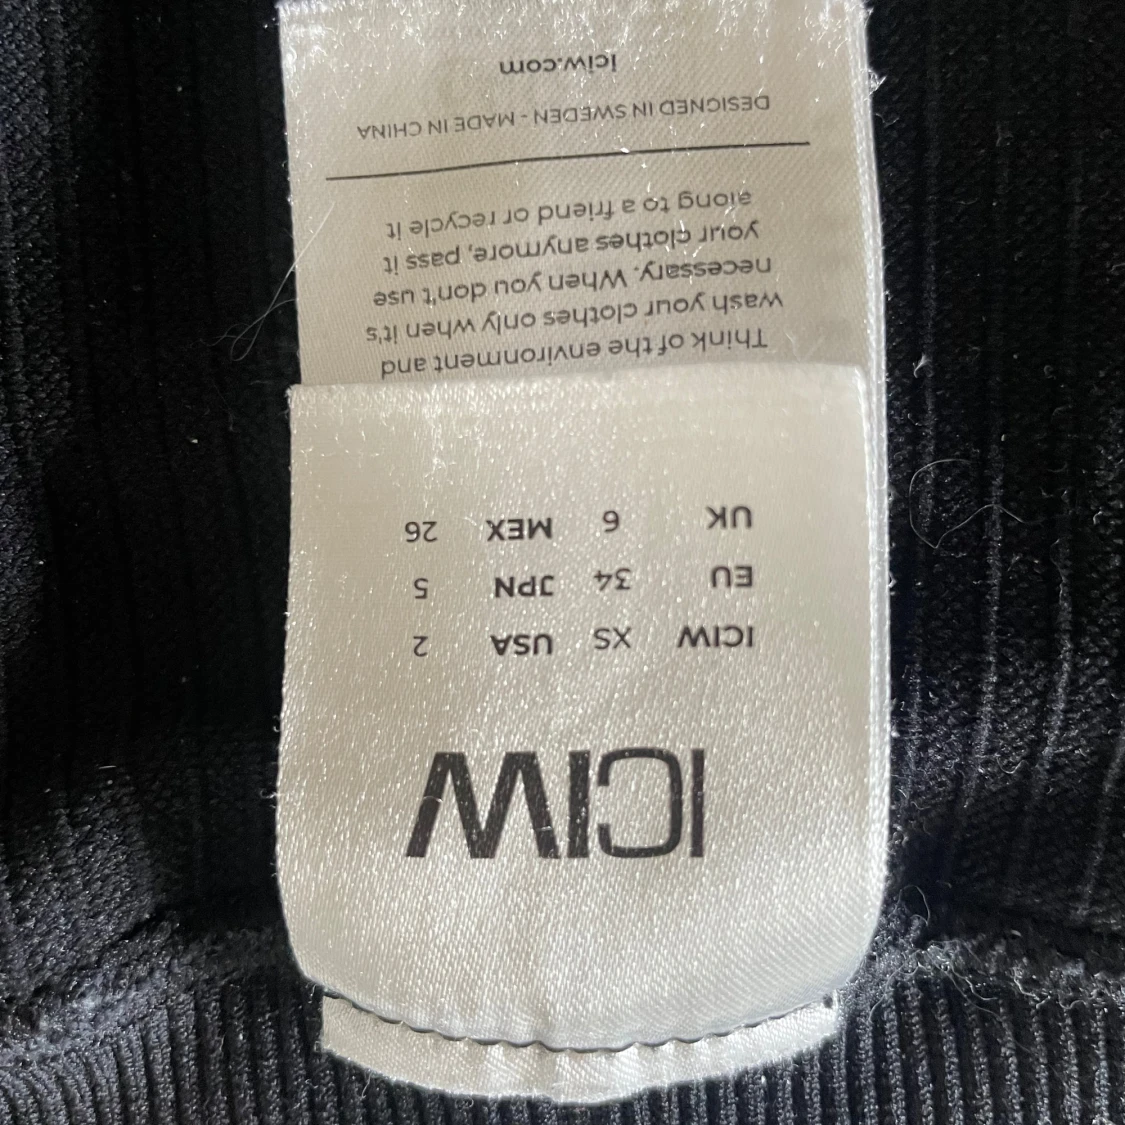 ICIW
ICIW XS USA 2
EU 34 JPN 5
UK 6 MEX 26
Think of the environment and
wash your clothes only when it's
necessary. When you don't use
your clothes anymore, pass it
along to a friend or recycle it
DESIGNED IN SWEDEN - MADE IN CHINA
iciw.com